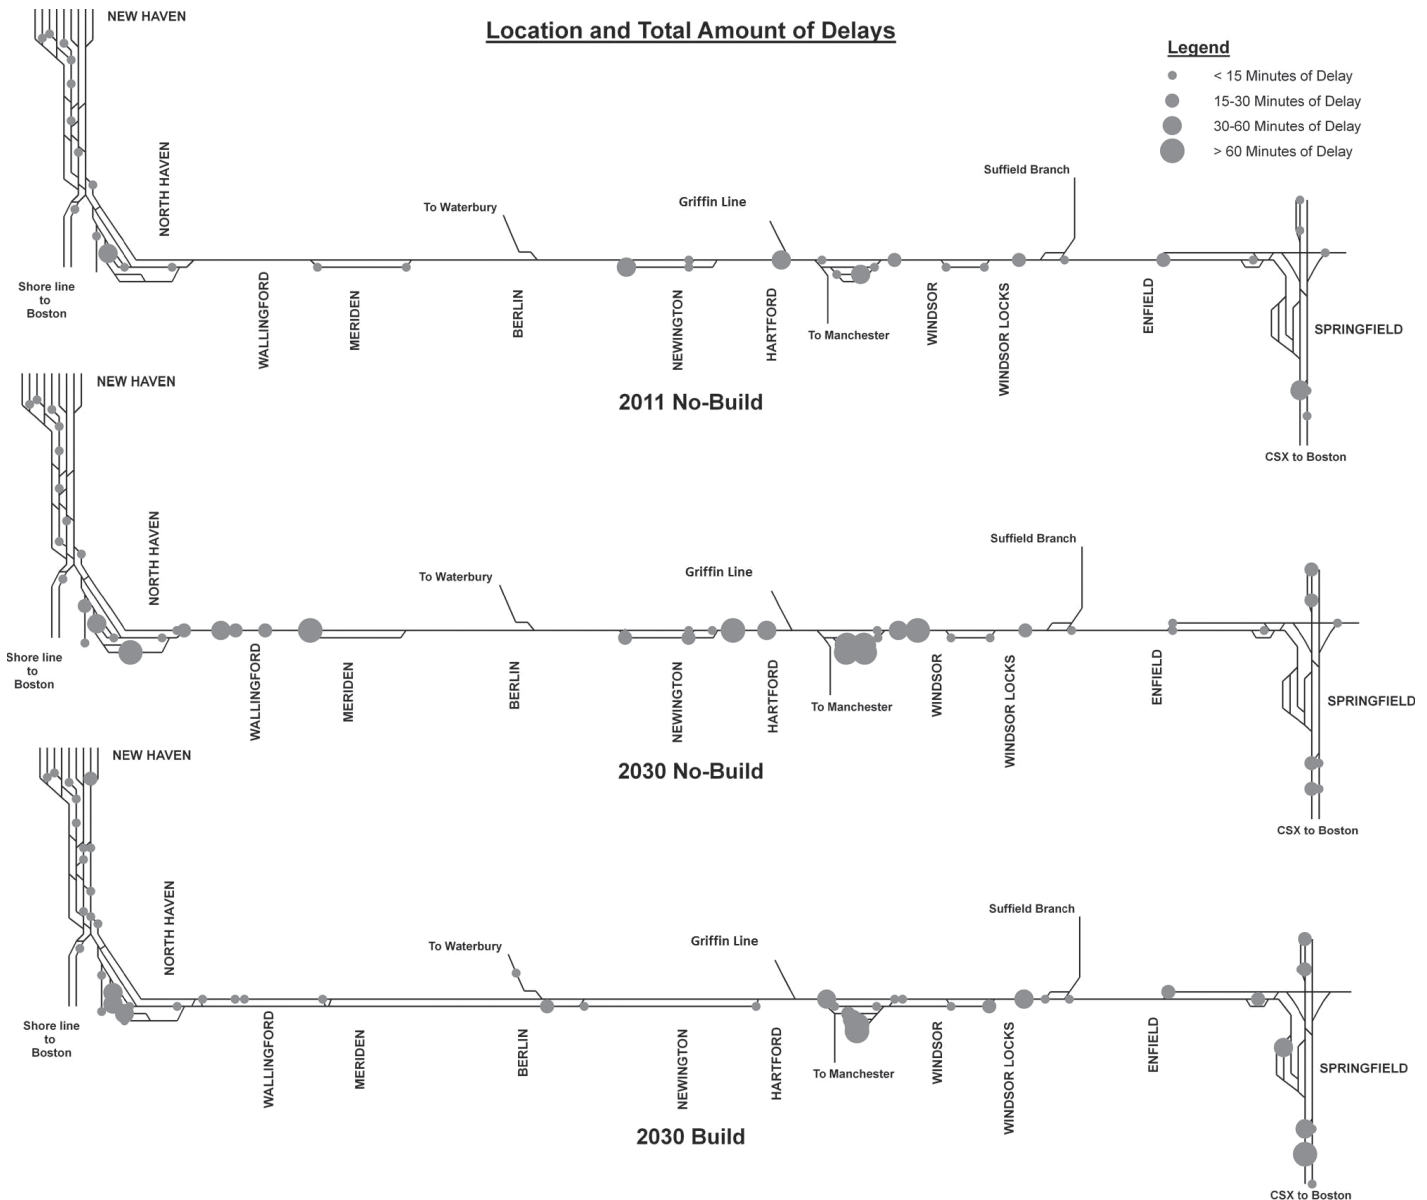 Location and Total Amount of Delays
Legend
< 15 Minutes of Delay
15-30 Minutes of Delay
30-60 Minutes of Delay
> 60 Minutes of Delay
NEW HAVEN
NORTH HAVEN
Shore line
to
Boston
WALLINGFORD
MERIDEN
To Waterbury
BERLIN
NEWINGTON
Griffin Line
HARTFORD
To Manchester
WINDSOR
WINDSOR LOCKS
Suffield Branch
ENFIELD
SPRINGFIELD
CSX to Boston
2011 No-Build
NEW HAVEN
NORTH HAVEN
Shore line
to
Boston
WALLINGFORD
MERIDEN
To Waterbury
BERLIN
NEWINGTON
Griffin Line
HARTFORD
To Manchester
WINDSOR
WINDSOR LOCKS
Suffield Branch
ENFIELD
SPRINGFIELD
CSX to Boston
2030 No-Build
NEW HAVEN
NORTH HAVEN
Shore line
to
Boston
WALLINGFORD
MERIDEN
To Waterbury
BERLIN
NEWINGTON
Griffin Line
HARTFORD
To Manchester
WINDSOR
WINDSOR LOCKS
Suffield Branch
ENFIELD
SPRINGFIELD
CSX to Boston
2030 Build